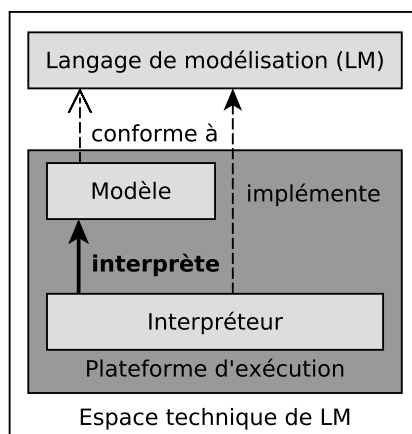 Langage de modélisation (LM)
conforme à
Modèle
implémente
interprète
Interpréteur
Plateforme d'exécution
Espace technique de LM